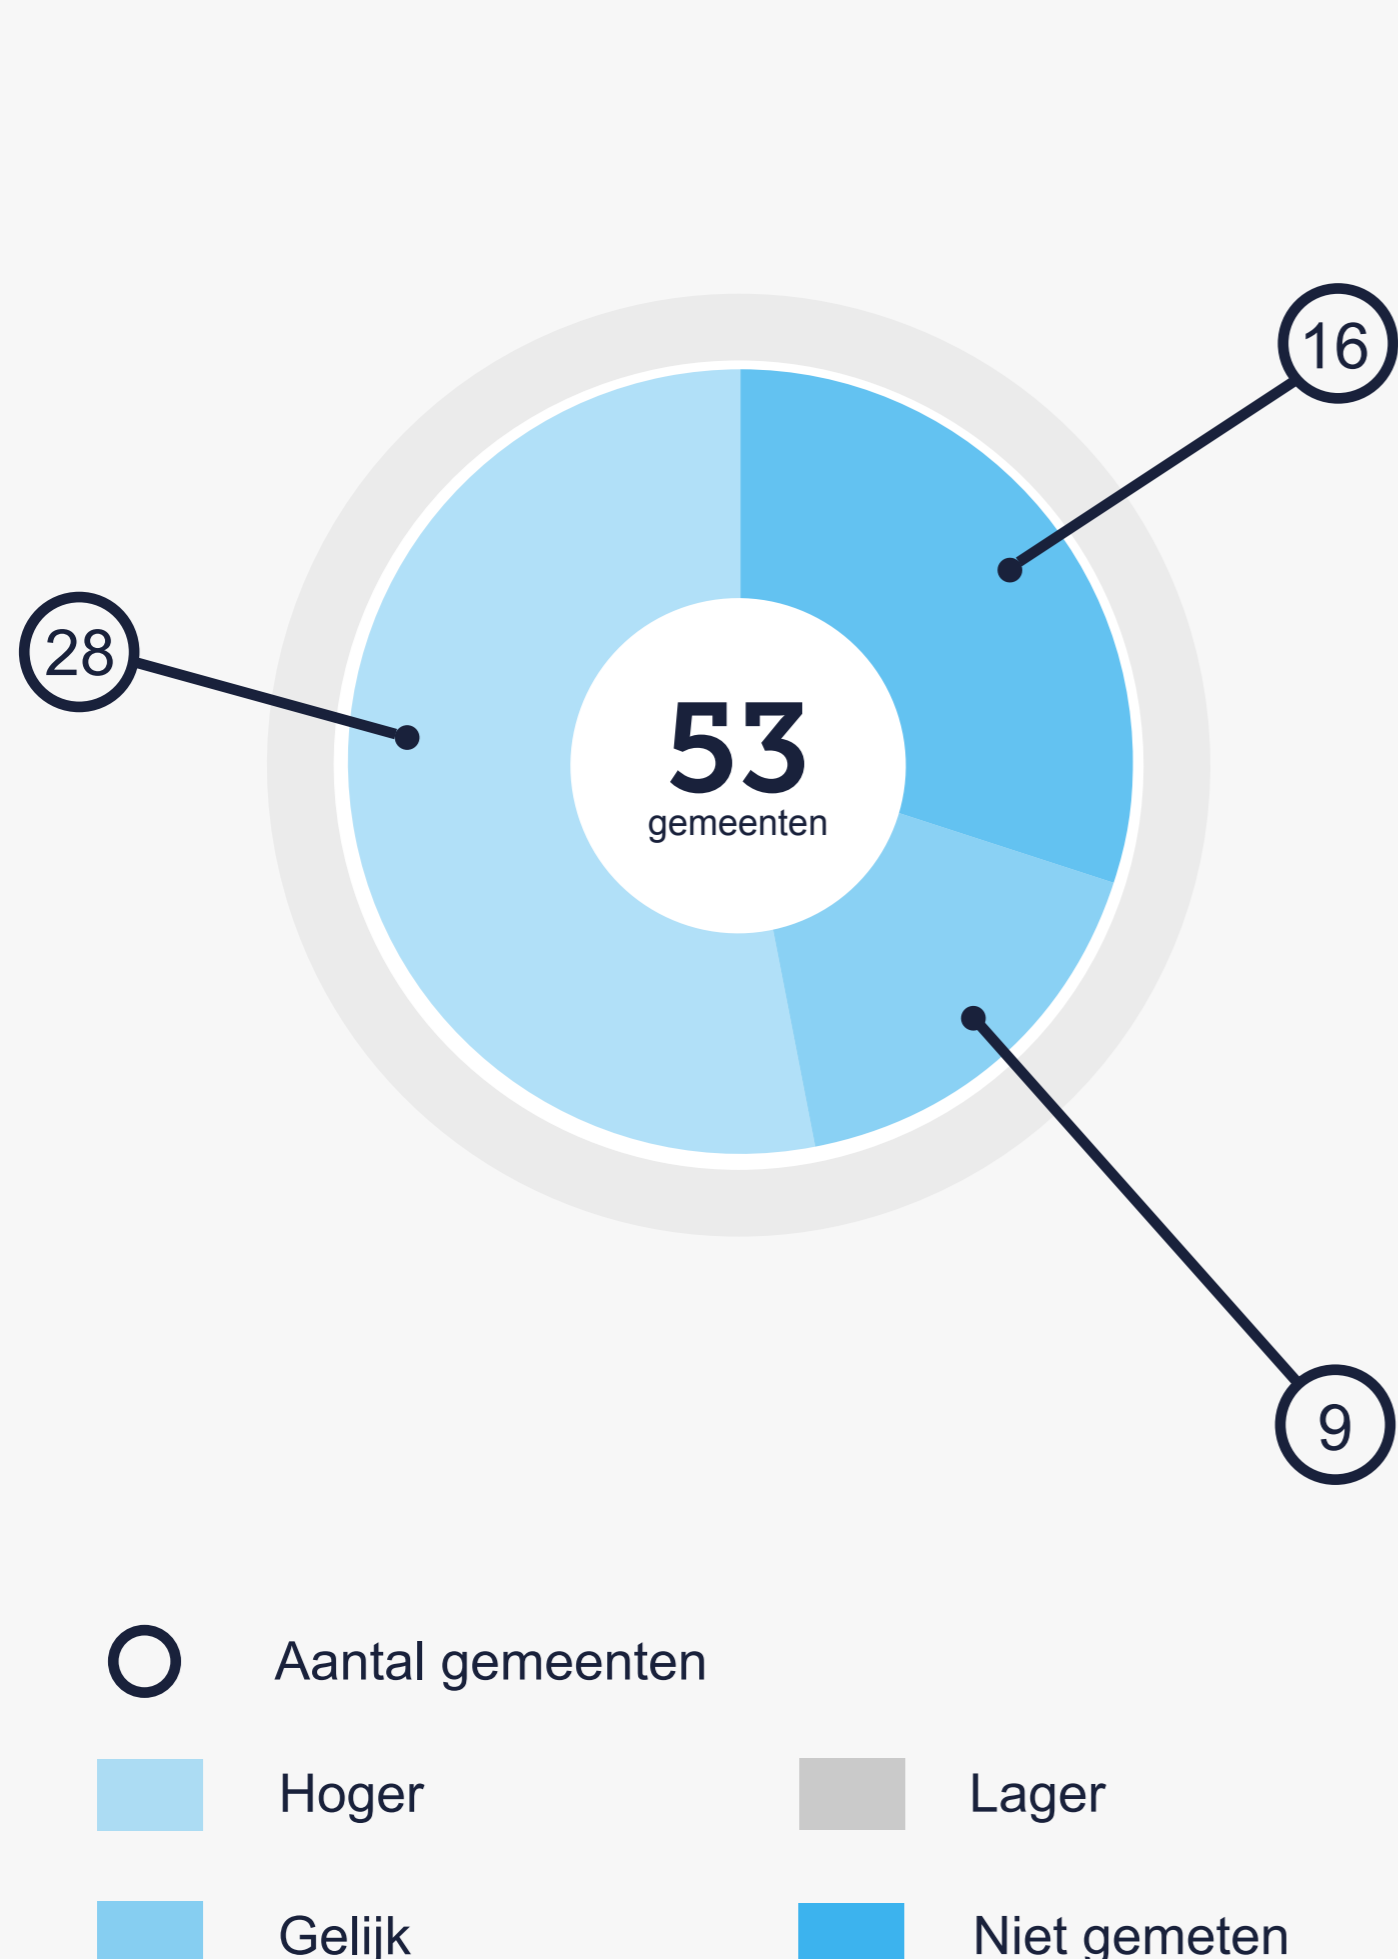 16
28
53
gemeenten
9
Aantal gemeenten
Hoger
Lager
Gelijk
Niet gemeten